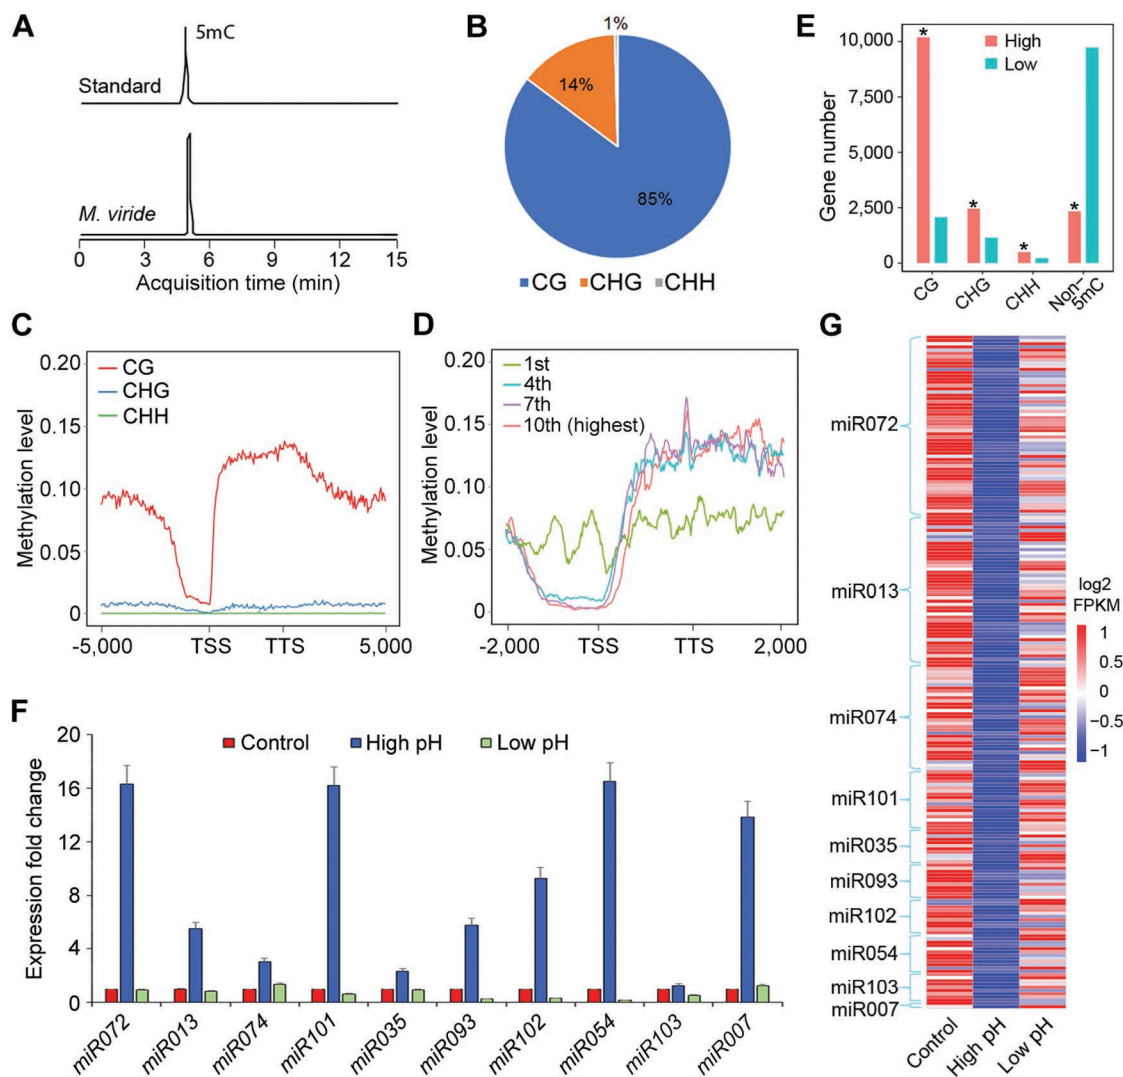 A
5mC
Standard
M. viride
0 3 6 9 12 15
Acquisition time (min)
B
1%
14%
85%
CG CHG CHH
E
High
Low
Gene number
10,000
7,500
5,000
2,500
0
* * * *
CG CHG CHH Non-5mC
C
Methylation level
0.20
0.15
0.10
0.05
0
CG
CHG
CHH
-5,000 TSS TTS 5,000
D
Methylation level
0.20
0.15
0.10
0.05
0
1st
4th
7th
10th (highest)
-2,000 TSS TTS 2,000
F
Expression fold change
20
16
12
8
4
0
Control High pH Low pH
miR072 miR013 miR074 miR101 miR035 miR093 miR102 miR054 miR103 miR007
G
miR072
miR013
miR074
miR101
miR035
miR093
miR102
miR054
miR103
miR007
log2
FPKM
1
0.5
0
−0.5
−1
Control High pH Low pH